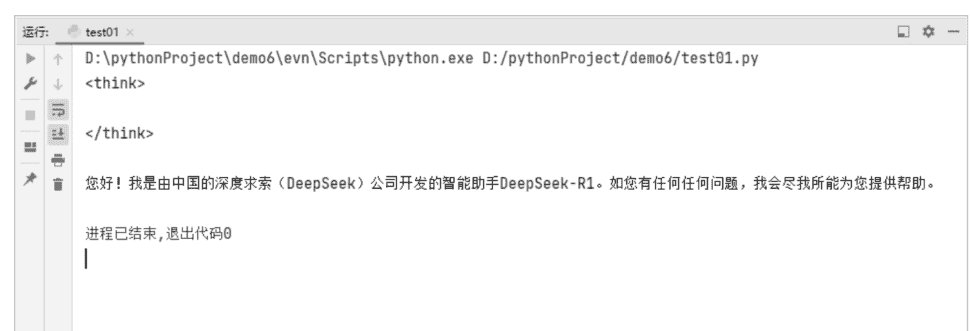 运行: test01
D:\pythonProject\demo6\evn\Scripts\python.exe D:/pythonProject/demo6/test01.py
<think>
</think>
您好！我是由中国的深度求索（DeepSeek）公司开发的智能助手DeepSeek-R1。如您有任何任何问题，我会尽我所能为您提供帮助。
进程已结束,退出代码0